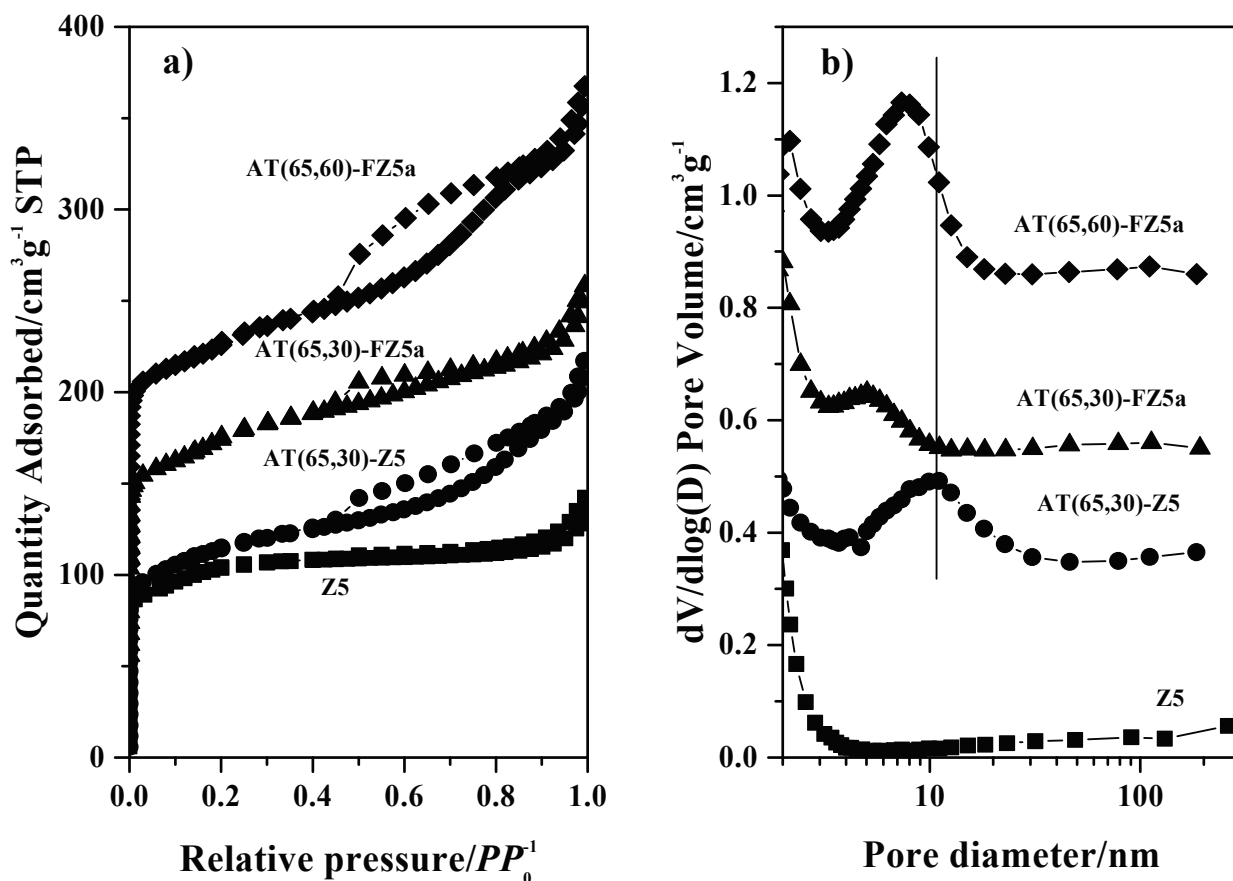 a)
Quantity Adsorbed/cm³g⁻¹ STP
400
300
200
100
0
AT(65,60)-FZ5a
AT(65,30)-FZ5a
AT(65,30)-Z5
Z5
0.0 0.2 0.4 0.6 0.8 1.0
Relative pressure/PP₀⁻¹
b)
dV/dlog(D) Pore Volume/cm³g⁻¹
1.2
1.0
0.8
0.6
0.4
0.2
0.0
AT(65,60)-FZ5a
AT(65,30)-FZ5a
AT(65,30)-Z5
Z5
10 100
Pore diameter/nm